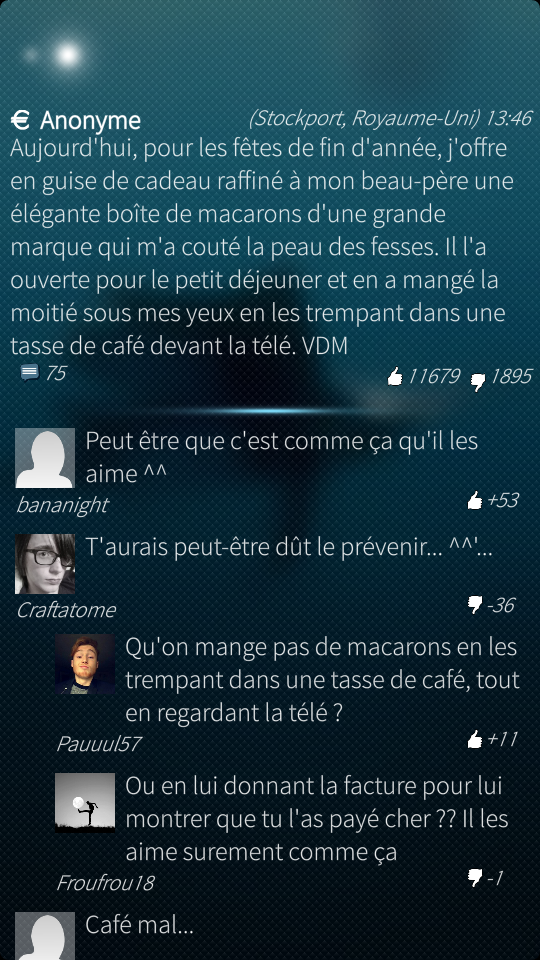 € Anonyme (Stockport, Royaume-Uni) 13:46
Aujourd'hui, pour les fêtes de fin d'année, j'offre
en guise de cadeau raffiné à mon beau-père une
élégante boîte de macarons d'une grande
marque qui m'a couté la peau des fesses. Il l'a
ouverte pour le petit déjeuner et en a mangé la
moitié sous mes yeux en les trempant dans une
tasse de café devant la télé. VDM
75 11679 1895
Peut être que c'est comme ça qu'il les
aime ^^
bananight +53
T'aurais peut-être dût le prévenir... ^^'...
Craftatome -36
Qu'on mange pas de macarons en les
trempant dans une tasse de café, tout
en regardant la télé ?
Pauuul57 +11
Ou en lui donnant la facture pour lui
montrer que tu l'as payé cher ?? Il les
aime surement comme ça
Froufrou18 -1
Café mal...